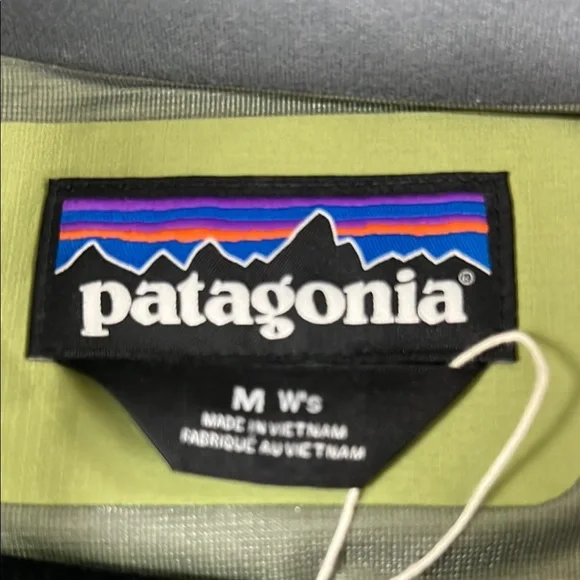 patagonia®
M W's
MADE IN VIETNAM
FABRIQUÉ AU VIETNAM